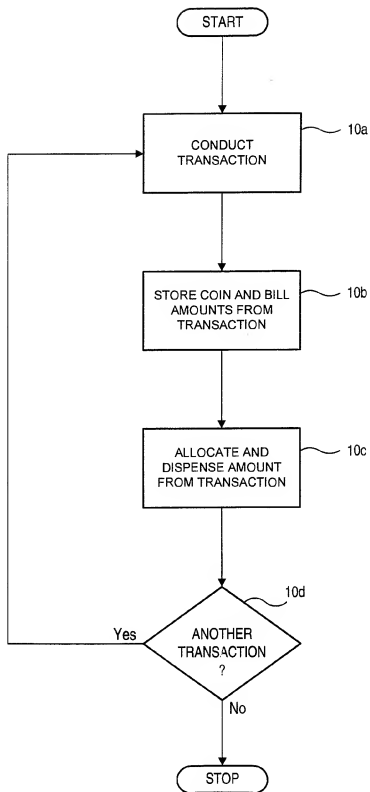 START
CONDUCT
TRANSACTION
10a
STORE COIN AND BILL
AMOUNTS FROM
TRANSACTION
10b
ALLOCATE AND
DISPENSE AMOUNT
FROM TRANSACTION
10c
10d
ANOTHER
TRANSACTION
?
Yes
No
STOP